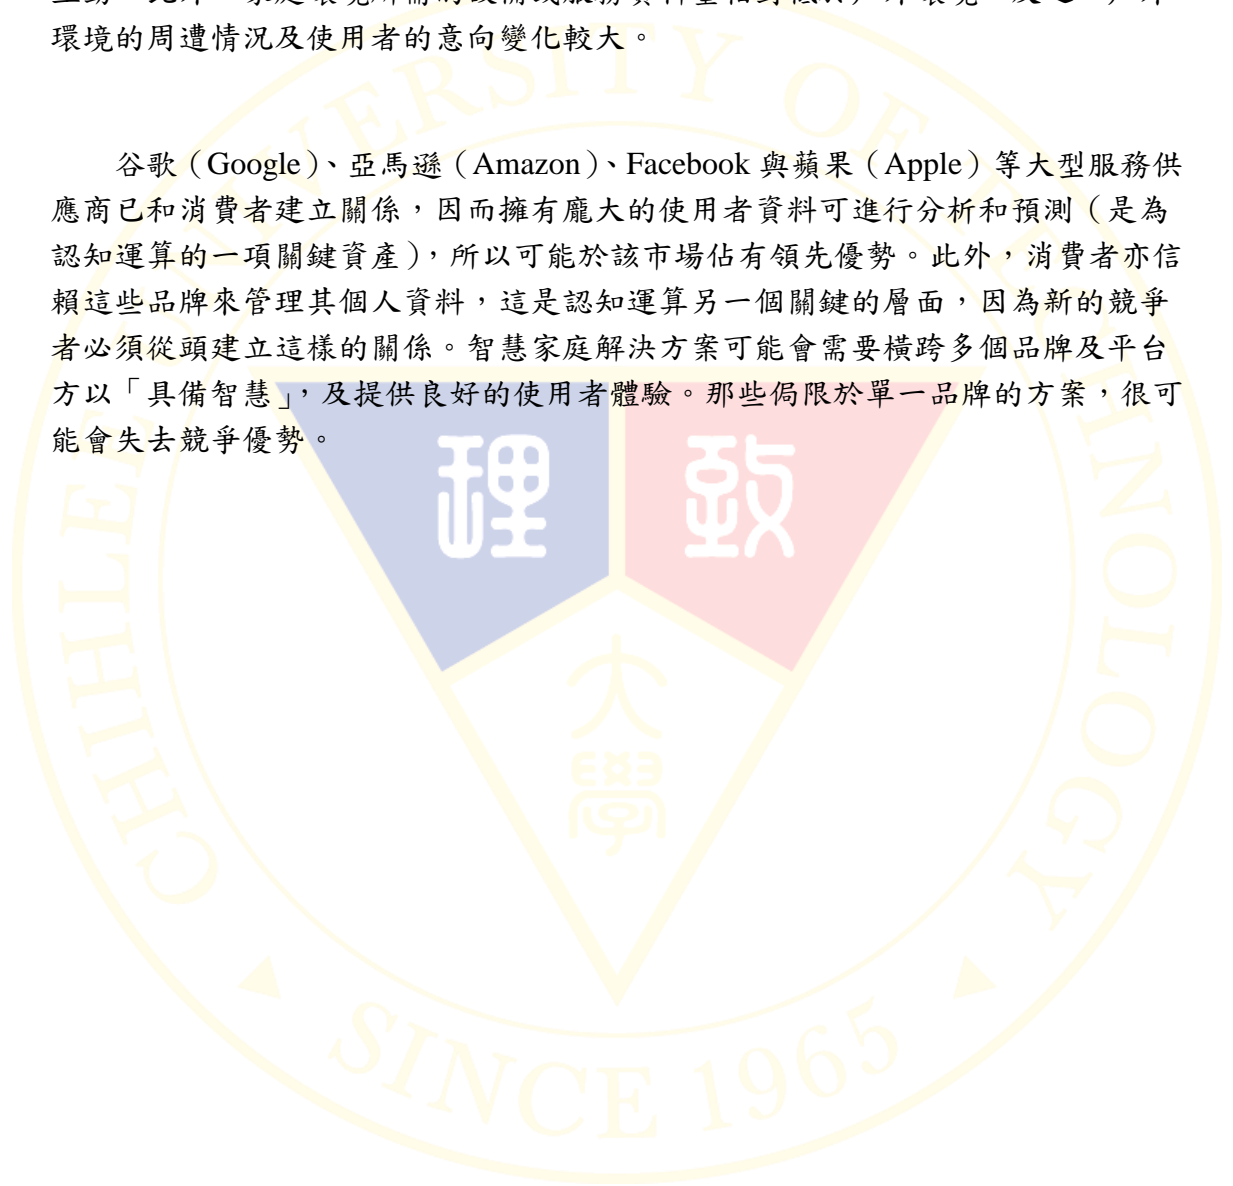 環境的周遭情況及使用者的意向變化較大。
谷歌（Google）、亞馬遜（Amazon）、Facebook 與蘋果（Apple）等大型服務供
應商已和消費者建立關係，因而擁有龐大的使用者資料可進行分析和預測（是為
認知運算的一項關鍵資產），所以可能於該市場佔有領先優勢。此外，消費者亦信
賴這些品牌來管理其個人資料，這是認知運算另一個關鍵的層面，因為新的競爭
者必須從頭建立這樣的關係。智慧家庭解決方案可能會需要橫跨多個品牌及平台
方以「具備智慧」，及提供良好的使用者體驗。那些侷限於單一品牌的方案，很可
能會失去競爭優勢。
理 致
大
學
CHIHLEE UNIVERSITY OF TECHNOLOGY
SINCE 1965